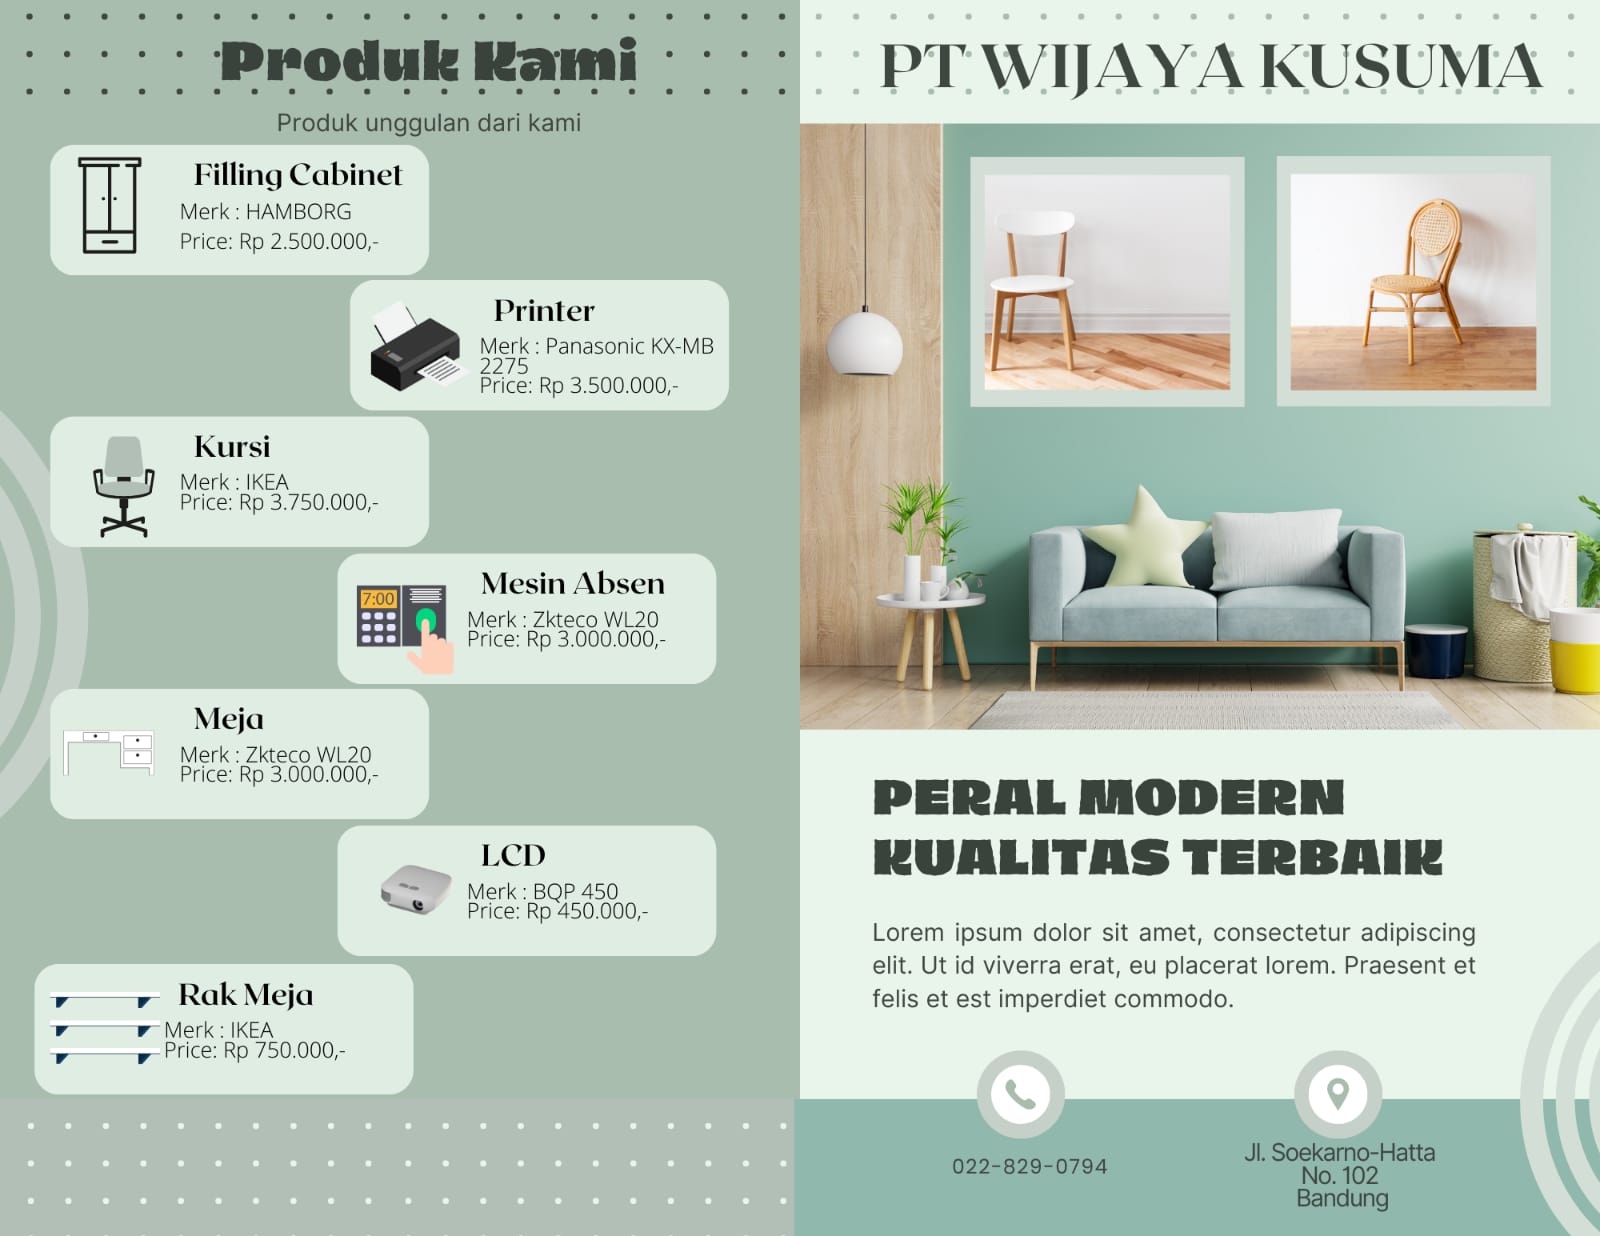 Produk Kami
Produk unggulan dari kami
Filling Cabinet
Merk : HAMBORG
Price: Rp 2.500.000,-
Printer
Merk : Panasonic KX-MB
2275
Price: Rp 3.500.000,-
Kursi
Merk : IKEA
Price: Rp 3.750.000,-
7:00
Mesin Absen
Merk : Zkteco WL20
Price: Rp 3.000.000,-
Meja
Merk : Zkteco WL20
Price: Rp 3.000.000,-
LCD
Merk : BQP 450
Price: Rp 450.000,-
Rak Meja
Merk : IKEA
Price: Rp 750.000,-
PT WIJAYA KUSUMA
PERAL MODERN
KUALITAS TERBAIK
Lorem ipsum dolor sit amet, consectetur adipiscing
elit. Ut id viverra erat, eu placerat lorem. Praesent et
felis et est imperdiet commodo.
022-829-0794
Jl. Soekarno-Hatta
No. 102
Bandung